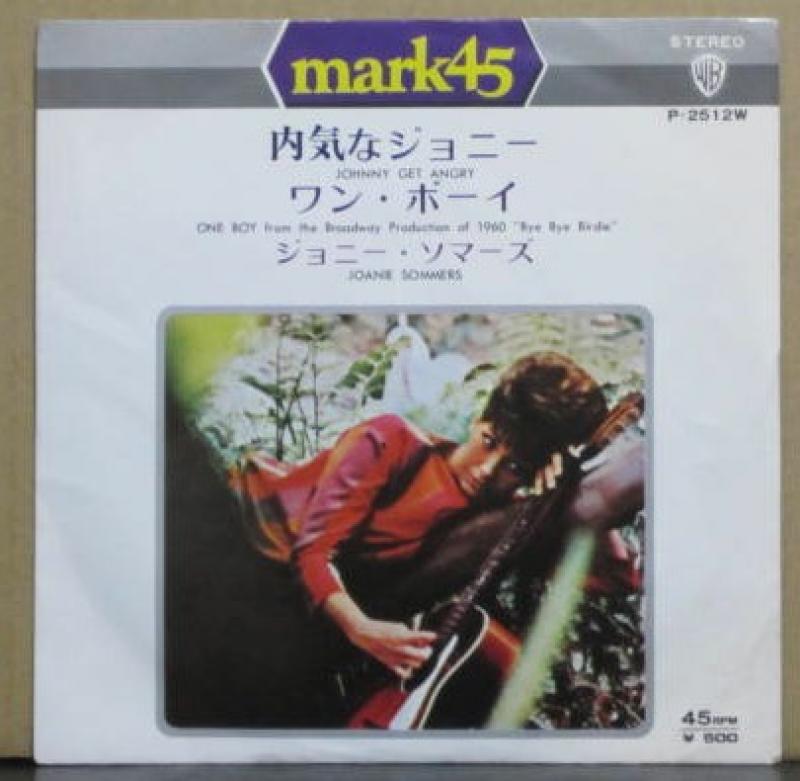 mark45
STEREO
WB
P-2512W
内気なジョニー
JOHNNY GET ANGRY
ワン・ボーイ
ONE BOY from the Broadway Production of 1960 "Bye Bye Birdie"
ジョニー・ソマーズ
JOANIE SOMMERS
45RPM
¥ 500